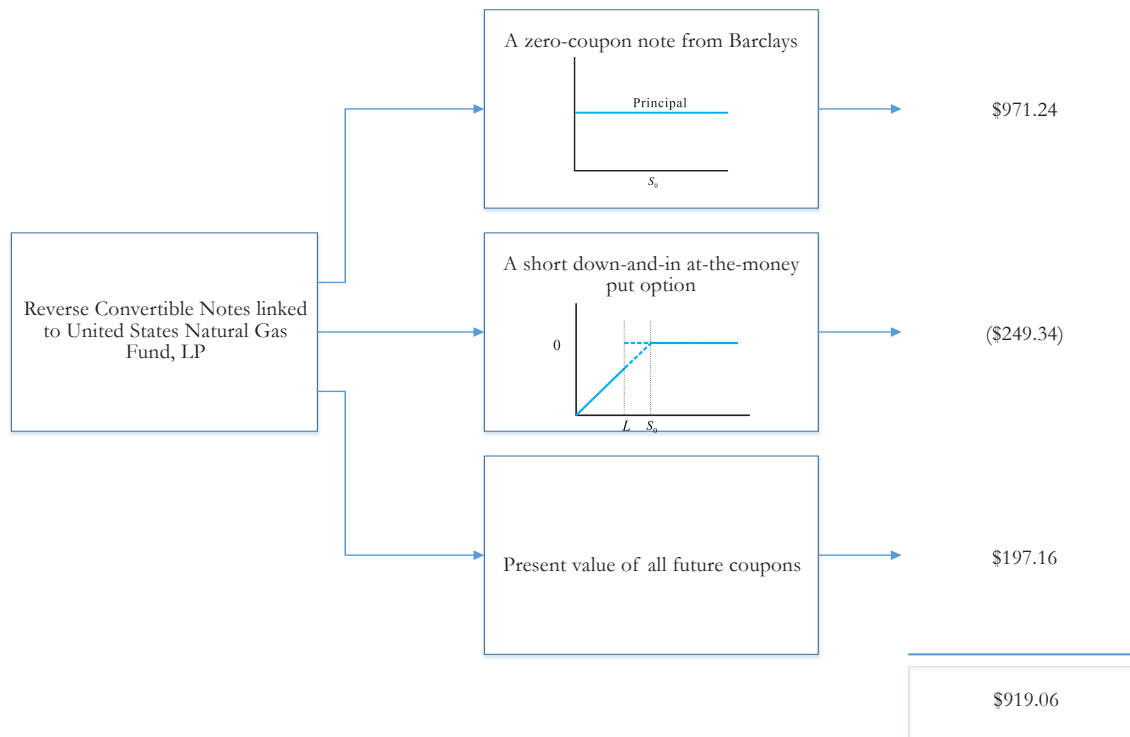 A zero-coupon note from Barclays
Principal
S₀
$971.24
Reverse Convertible Notes linked
to United States Natural Gas
Fund, LP
A short down-and-in at-the-money
put option
0
L
S₀
($249.34)
Present value of all future coupons
$197.16
$919.06